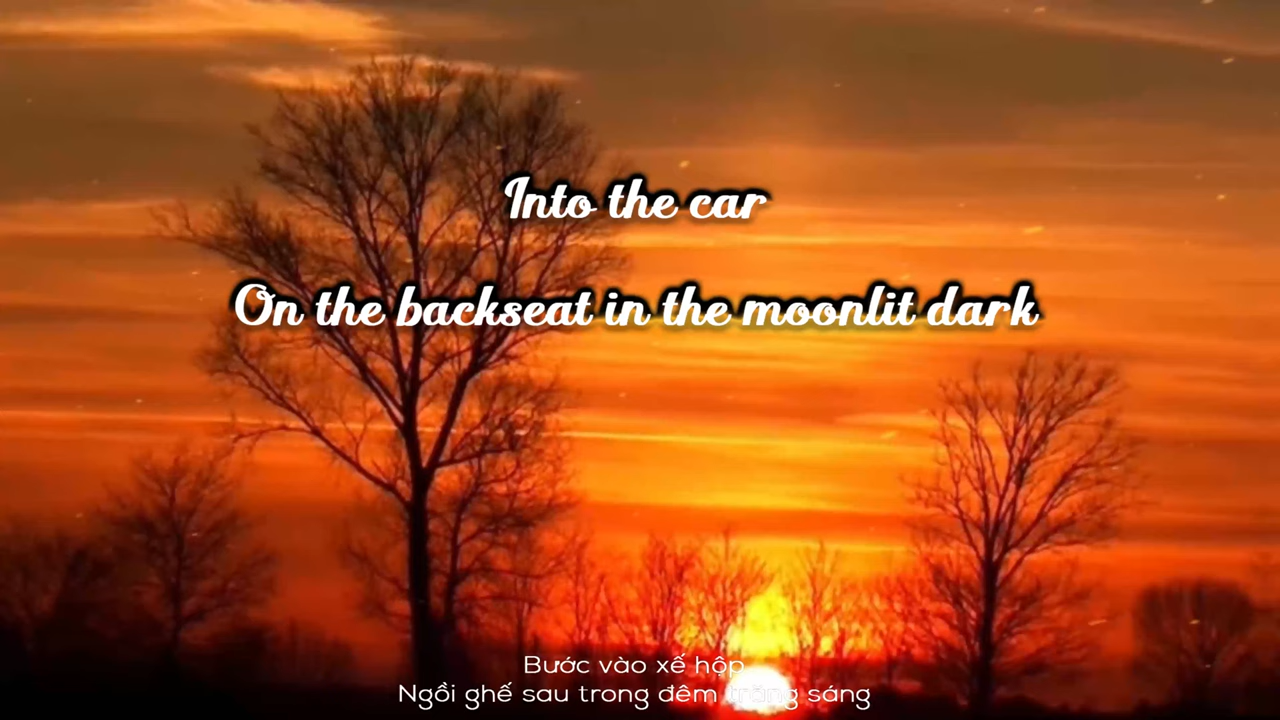 Into the car
On the backseat in the moonlit dark
Bước vào xế hộp
Ngồi ghế sau trong đêm trăng sáng